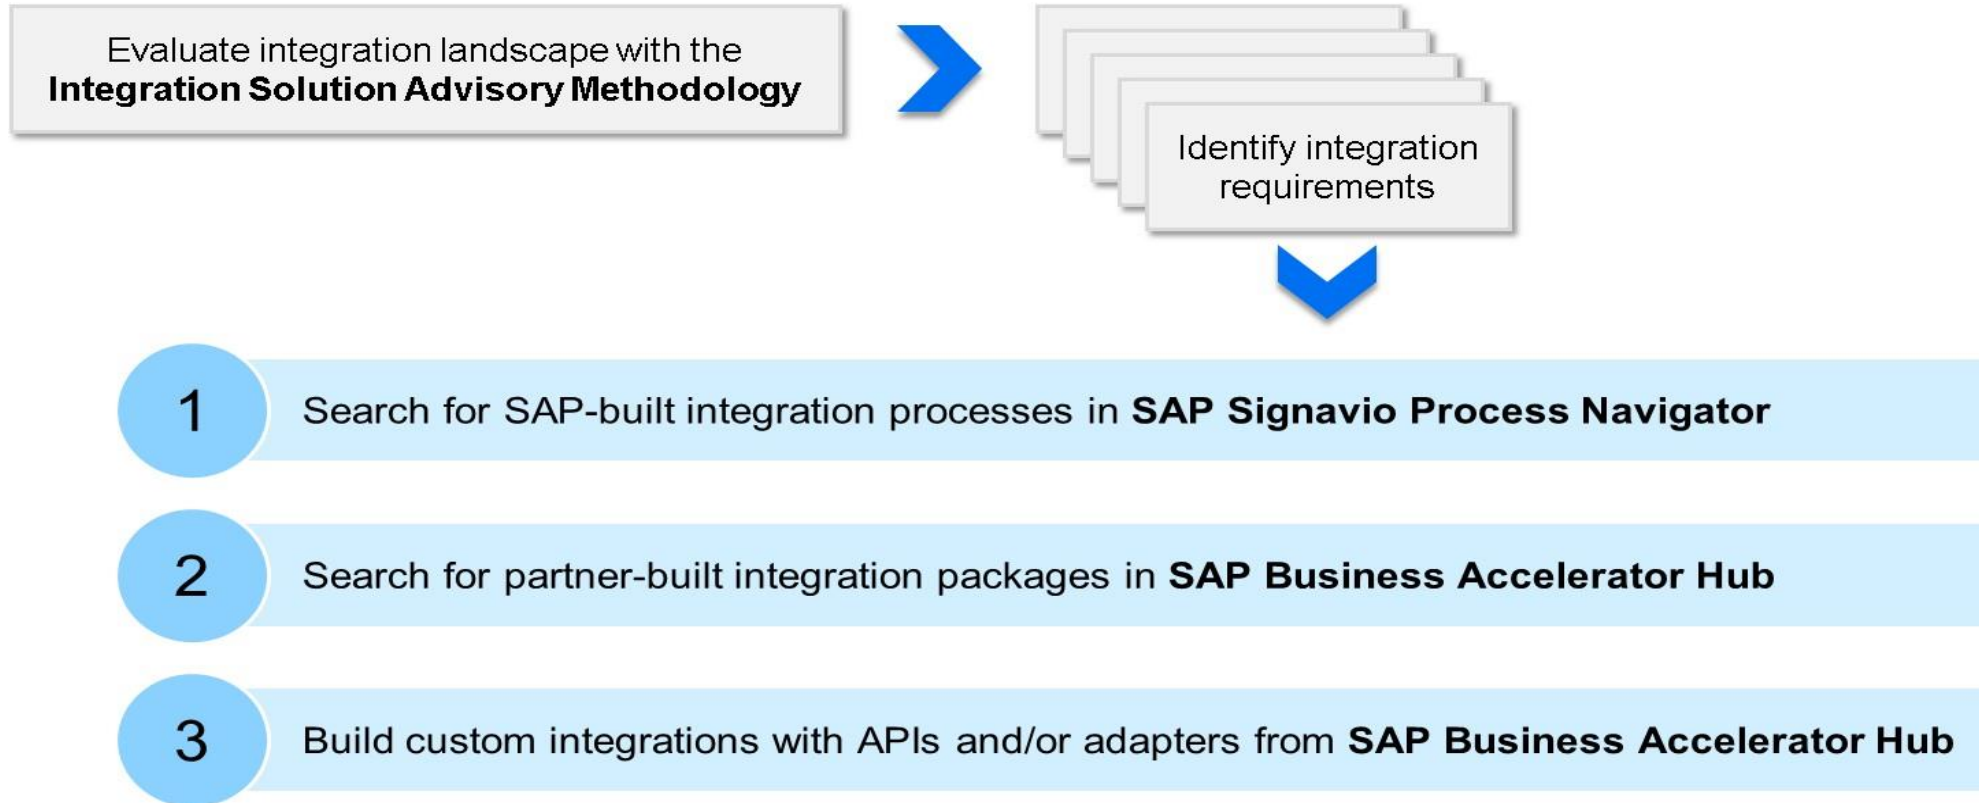 Evaluate integration landscape with the
Integration Solution Advisory Methodology
Identify integration
requirements
1
Search for SAP-built integration processes in SAP Signavio Process Navigator
2
Search for partner-built integration packages in SAP Business Accelerator Hub
3
Build custom integrations with APIs and/or adapters from SAP Business Accelerator Hub